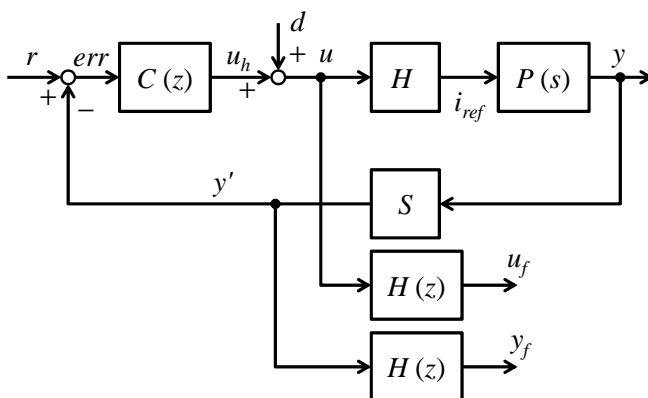 d
r
err
C(z)
u_h
+
u
H
i_ref
P(s)
y
+
−
+
y'
S
H(z)
u_f
H(z)
y_f